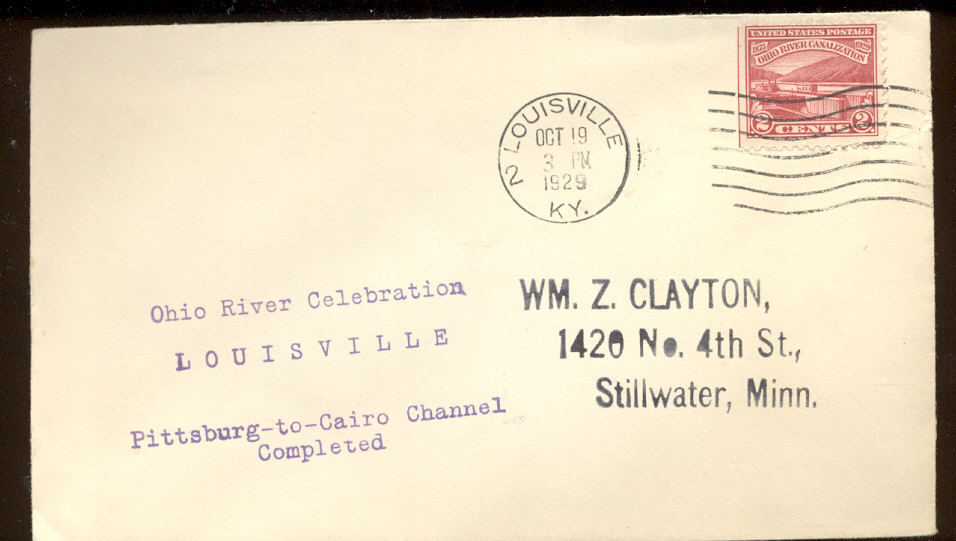 UNITED STATES POSTAGE
1875 1929
OHIO RIVER CANALIZATION
2 CENTS 2
LOUISVILLE
OCT 19
3 PM
1929
2
KY.
Ohio River Celebration
LOUISVILLE
Pittsburg-to-Cairo Channel
Completed
WM. Z. CLAYTON,
1420 No. 4th St.,
Stillwater, Minn.